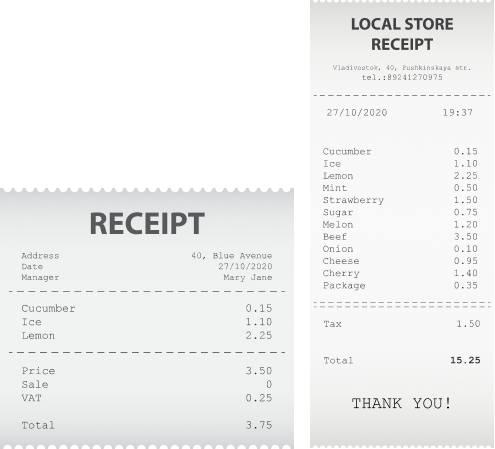 RECEIPT
Address 40, Blue Avenue
Date 27/10/2020
Manager Mary Jane
Cucumber 0.15
Ice 1.10
Lemon 2.25
Price 3.50
Sale 0
VAT 0.25
Total 3.75
LOCAL STORE
RECEIPT
Vladivostok, 40, Pushkinskaya str.
tel.:89241270975
27/10/2020 19:37
Cucumber 0.15
Ice 1.10
Lemon 2.25
Mint 0.50
Strawberry 1.50
Sugar 0.75
Melon 1.20
Beef 3.50
Onion 0.10
Cheese 0.95
Cherry 1.40
Package 0.35
Tax 1.50
Total 15.25
THANK YOU!